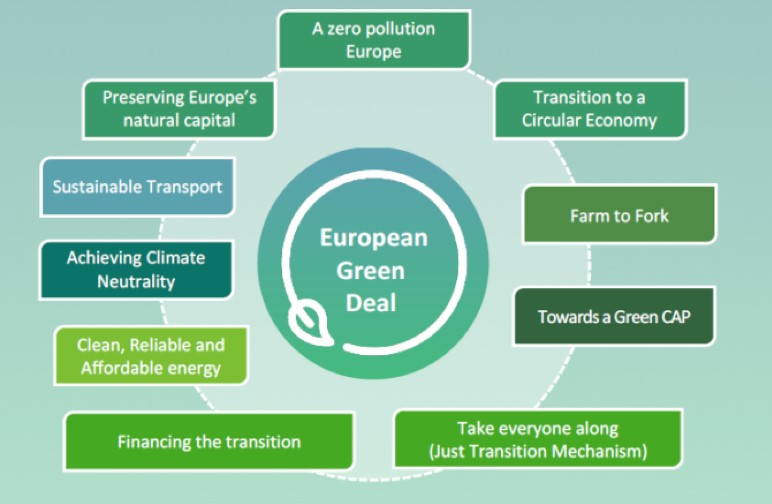 A zero pollution
Europe
Preserving Europe's
natural capital
Transition to a
Circular Economy
Sustainable Transport
Farm to Fork
European
Green
Deal
Achieving Climate
Neutrality
Towards a Green CAP
Clean, Reliable and
Affordable energy
Financing the transition
Take everyone along
(Just Transition Mechanism)